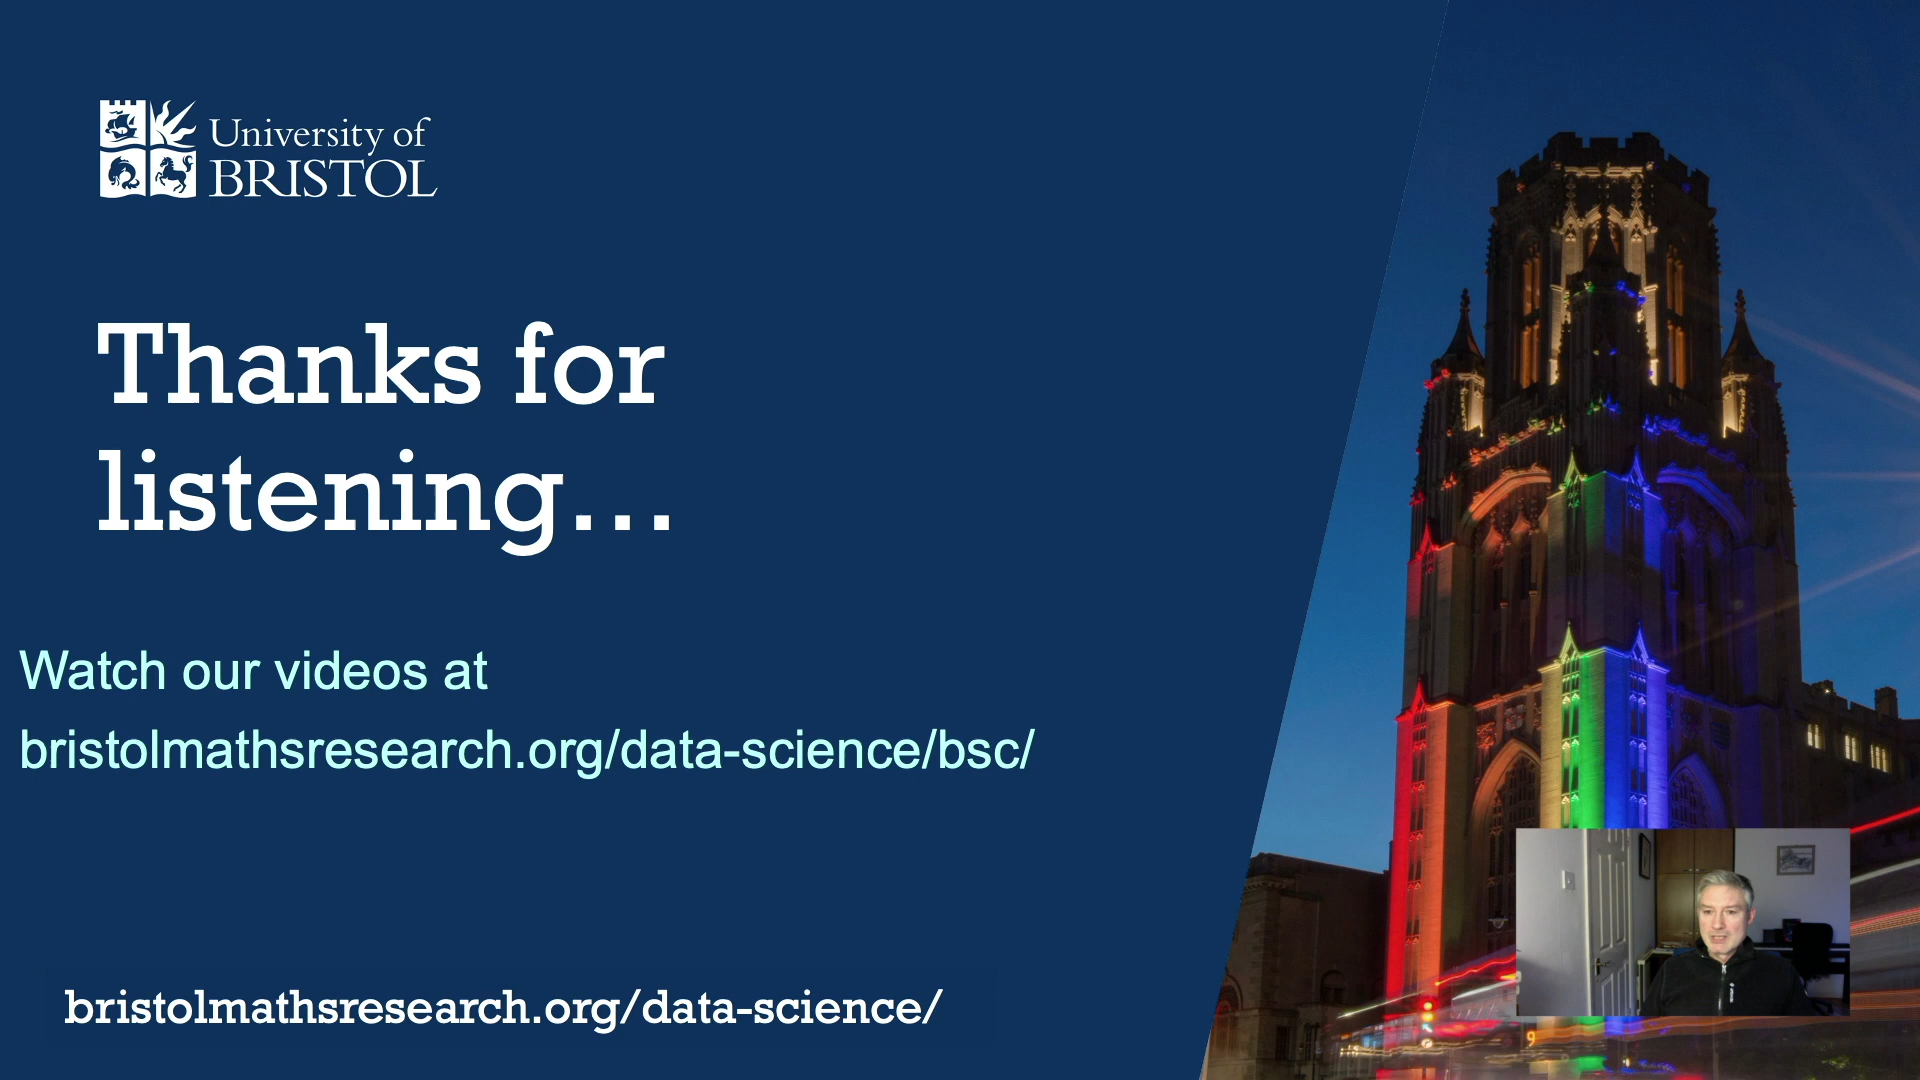 University of
BRISTOL
Thanks for
listening...
Watch our videos at
bristolmathsresearch.org/data-science/bsc/
bristolmathsresearch.org/data-science/